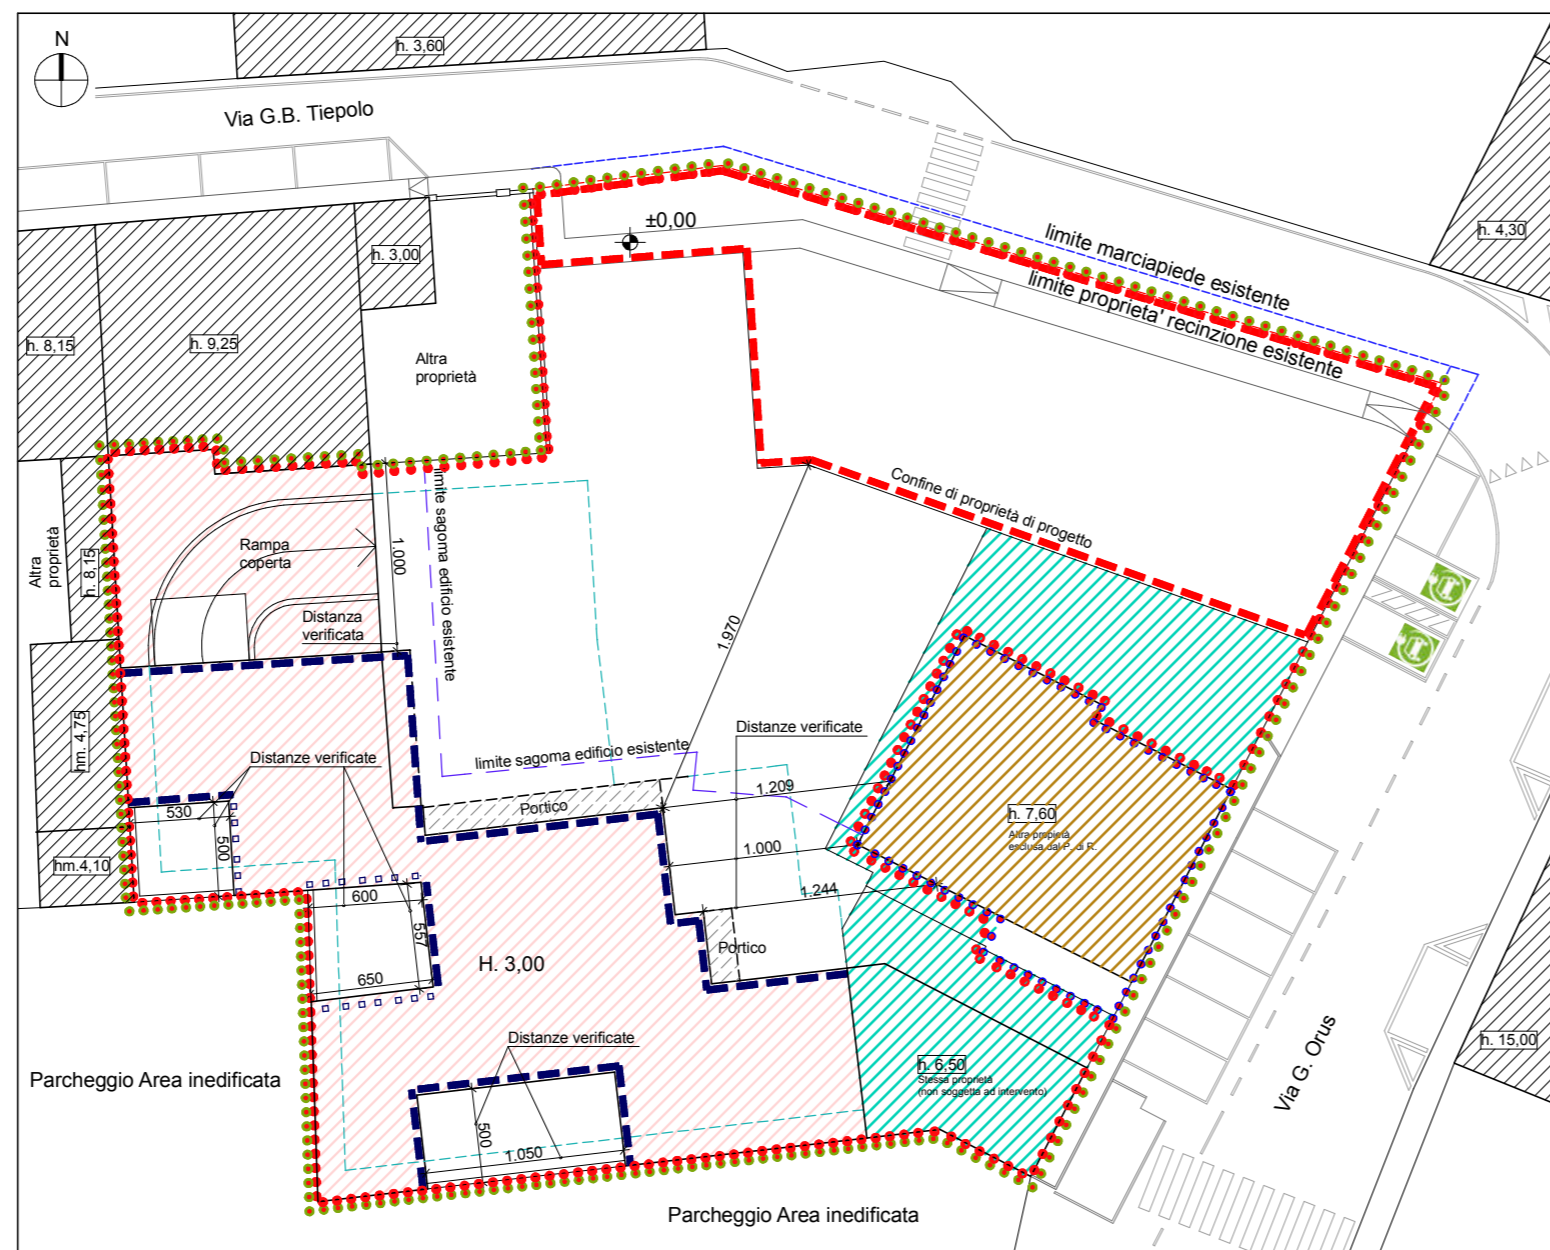 N
h. 3,60
Via G.B. Tiepolo
±0,00
h. 3,00
limite marciapiede esistente
limite proprieta' recinzione esistente
h. 4,30
h. 8,15
h. 9,25
Altra
proprietà
Confine di proprietà di progetto
limite sagoma edificio esistente
Rampa
coperta
1.000
Altra
proprietà
h. 8,15
Distanza
verificata
1.970
hm. 4,75
Distanze verificate
limite sagoma edificio esistente
Distanze verificate
1.209
Portico
530
500
h. 7,60
Altra proprietà
esclusa dal P. di R.
1.000
hm.4,10
600
557
1.244
Portico
H. 3,00
650
Distanze verificate
h. 6,50
Stessa proprietà
(non soggetta ad intervento)
h. 15,00
Via G. Orus
Parcheggio Area inedificata
500
1.050
Parcheggio Area inedificata